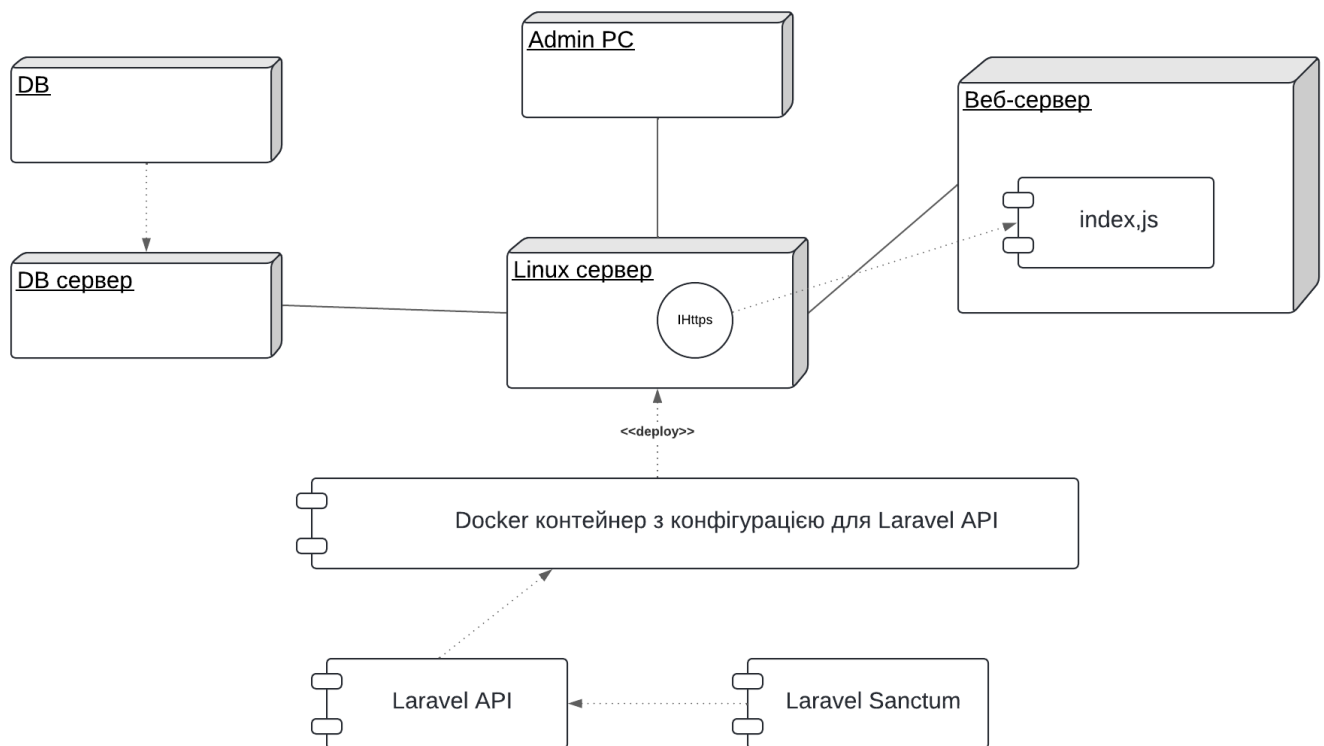 Admin PC
DB
Веб-сервер
index,js
DB сервер
Linux сервер
IHttps
<<deploy>>
Docker контейнер з конфігурацією для Laravel API
Laravel API
Laravel Sanctum